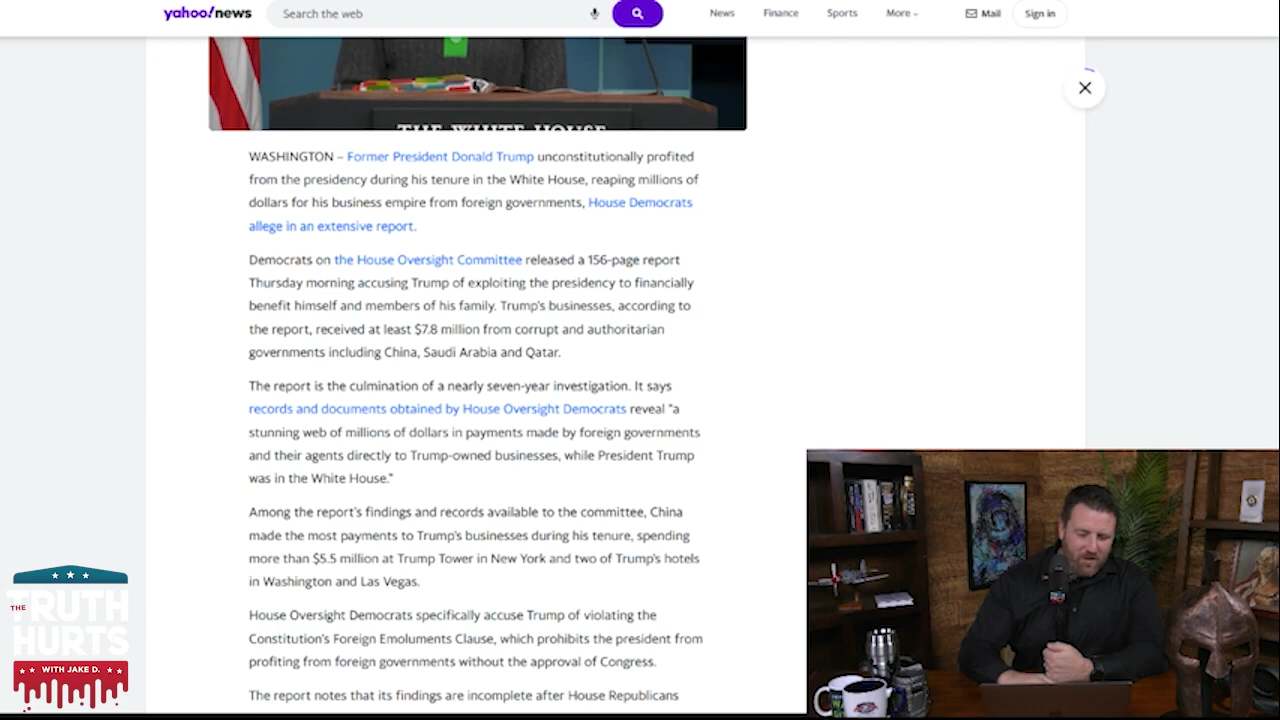 yahoo!news
Search the web
News
Finance
Sports
More
Mail
Sign in
THE WHITE HOUSE
WASHINGTON – Former President Donald Trump unconstitutionally profited
from the presidency during his tenure in the White House, reaping millions of
dollars for his business empire from foreign governments, House Democrats
allege in an extensive report.
Democrats on the House Oversight Committee released a 156-page report
Thursday morning accusing Trump of exploiting the presidency to financially
benefit himself and members of his family. Trump's businesses, according to
the report, received at least $7.8 million from corrupt and authoritarian
governments including China, Saudi Arabia and Qatar.
The report is the culmination of a nearly seven-year investigation. It says
records and documents obtained by House Oversight Democrats reveal "a
stunning web of millions of dollars in payments made by foreign governments
and their agents directly to Trump-owned businesses, while President Trump
was in the White House."
Among the report's findings and records available to the committee, China
made the most payments to Trump's businesses during his tenure, spending
more than $5.5 million at Trump Tower in New York and two of Trump's hotels
in Washington and Las Vegas.
House Oversight Democrats specifically accuse Trump of violating the
Constitution's Foreign Emoluments Clause, which prohibits the president from
profiting from foreign governments without the approval of Congress.
The report notes that its findings are incomplete after House Republicans
THE
TRUTH
HURTS
WITH JAKE D.